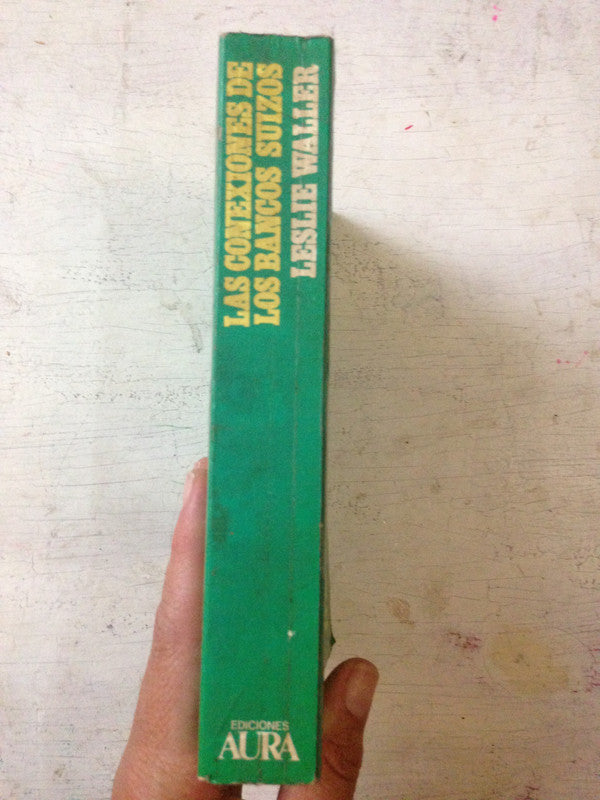 LAS CONEXIONES DE
LOS BANCOS SUIZOS
LESLIE WALLER
EDICIONES
AURA